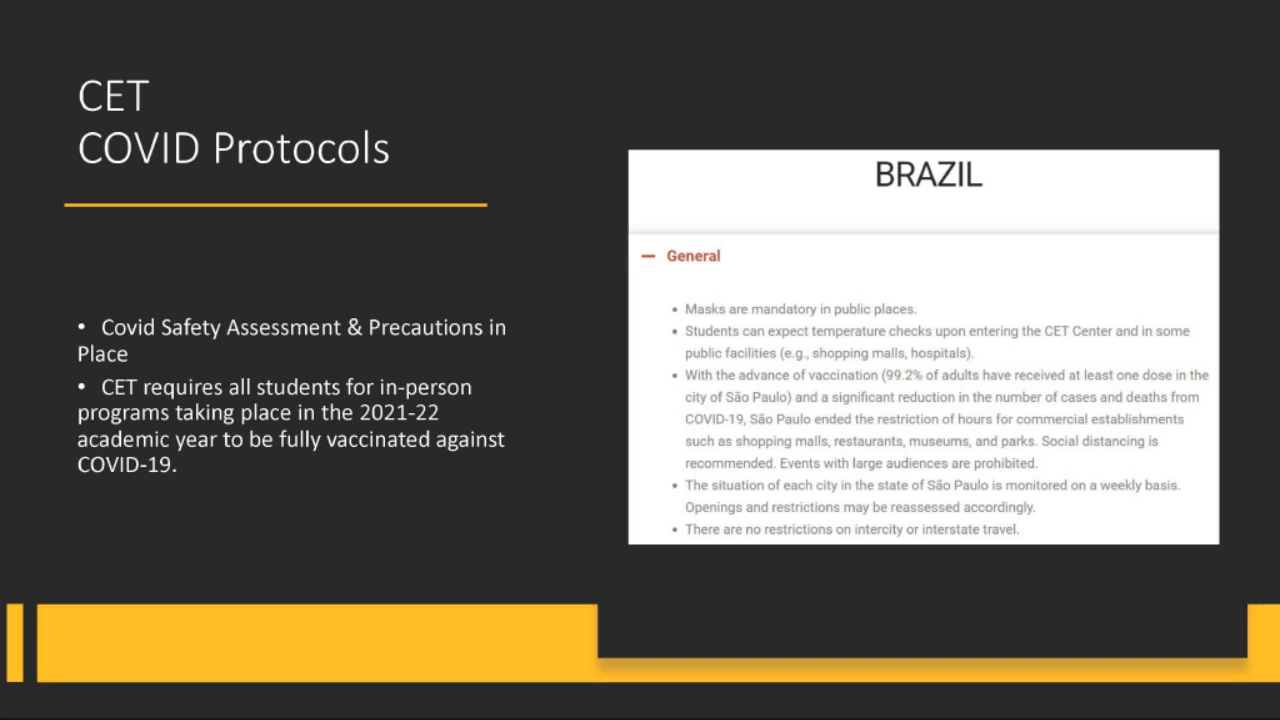 CET
COVID Protocols
• Covid Safety Assessment & Precautions in
Place
• CET requires all students for in-person
programs taking place in the 2021-22
academic year to be fully vaccinated against
COVID-19.
BRAZIL
— General
• Masks are mandatory in public places.
• Students can expect temperature checks upon entering the CET Center and in some
public facilities (e.g., shopping malls, hospitals).
• With the advance of vaccination (99.2% of adults have received at least one dose in the
city of São Paulo) and a significant reduction in the number of cases and deaths from
COVID-19, São Paulo ended the restriction of hours for commercial establishments
such as shopping malls, restaurants, museums, and parks. Social distancing is
recommended. Events with large audiences are prohibited.
• The situation of each city in the state of São Paulo is monitored on a weekly basis.
Openings and restrictions may be reassessed accordingly.
• There are no restrictions on intercity or interstate travel.